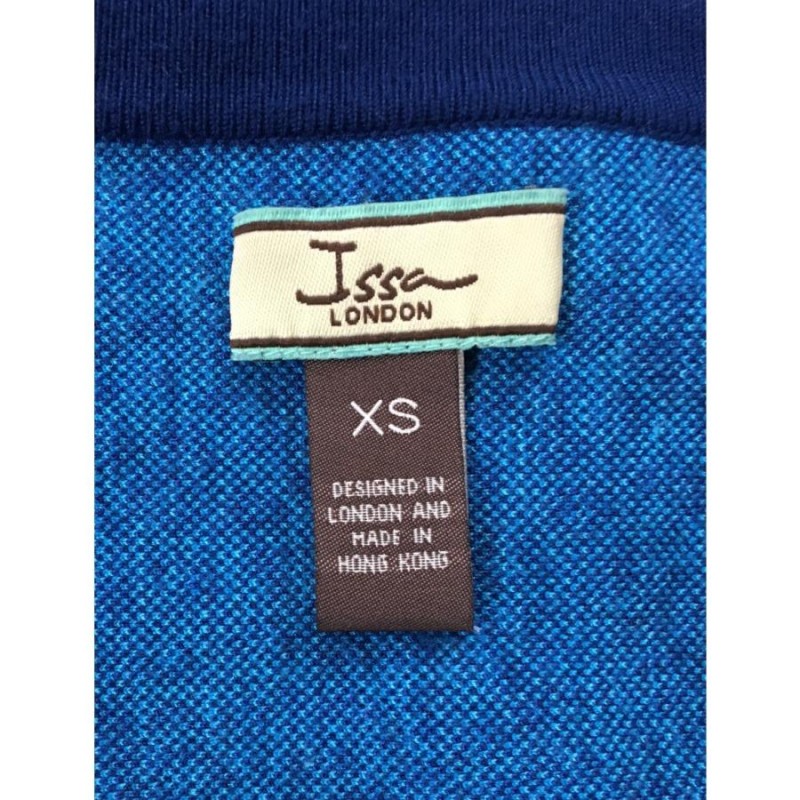 Issa
LONDON
XS
DESIGNED IN
LONDON AND
MADE IN
HONG KONG